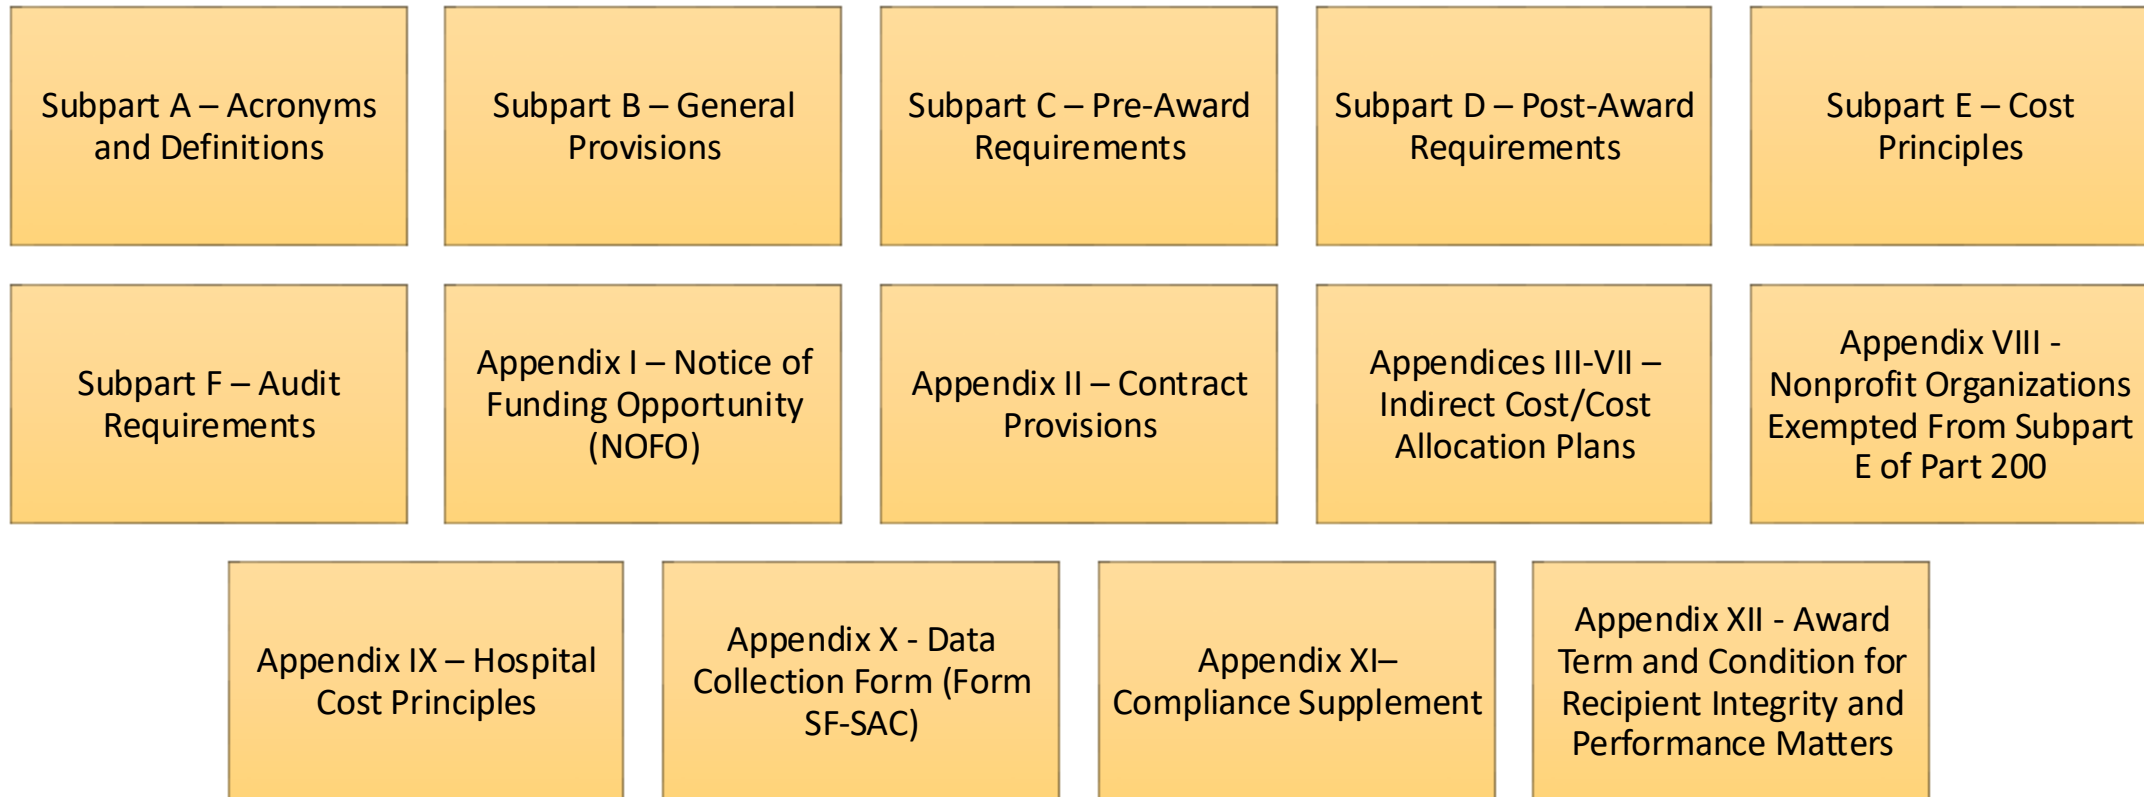 Subpart A – Acronyms
and Definitions
Subpart B – General
Provisions
Subpart C – Pre-Award
Requirements
Subpart D – Post-Award
Requirements
Subpart E – Cost
Principles
Subpart F – Audit
Requirements
Appendix I – Notice of
Funding Opportunity
(NOFO)
Appendix II – Contract
Provisions
Appendices III-VII –
Indirect Cost/Cost
Allocation Plans
Appendix VIII -
Nonprofit Organizations
Exempted From Subpart
E of Part 200
Appendix IX – Hospital
Cost Principles
Appendix X - Data
Collection Form (Form
SF-SAC)
Appendix XI–
Compliance Supplement
Appendix XII - Award
Term and Condition for
Recipient Integrity and
Performance Matters